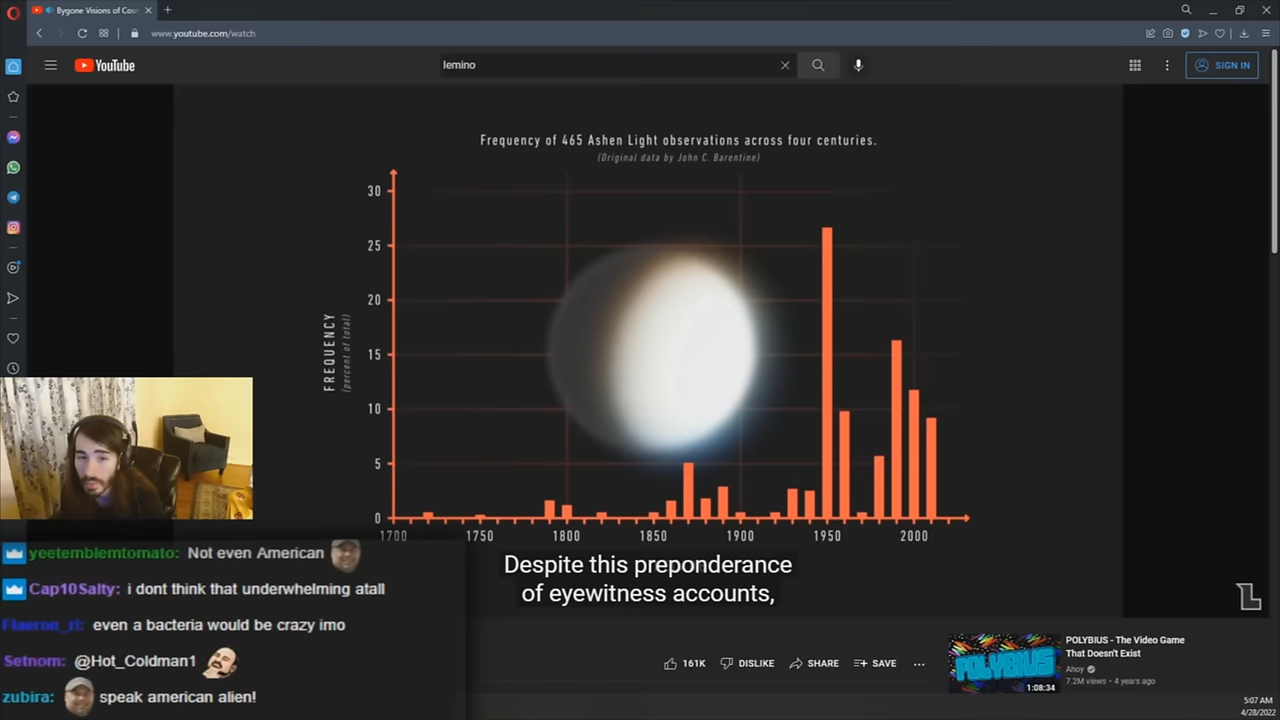 Bygone Visions of Cosm
www.youtube.com/watch
YouTube
lemino
SIGN IN
Frequency of 465 Ashen Light observations across four centuries.
(Original data by John C. Barentine)
30
25
20
15
10
5
0
FREQUENCY
(percent of total)
1700
1750
1800
1850
1900
1950
2000
Despite this preponderance
of eyewitness accounts,
yeetemblemtomato: Not even American
Cap10Salty: i dont think that underwhelming atall
Flaeron_rl: even a bacteria would be crazy imo
Setnom: @Hot_Coldman1
zubira: speak american alien!
161K
DISLIKE
SHARE
SAVE
POLYBIUS
1:08:34
POLYBIUS - The Video Game
That Doesn't Exist
Ahoy
7.2M views • 4 years ago
5:07 AM
4/28/2022